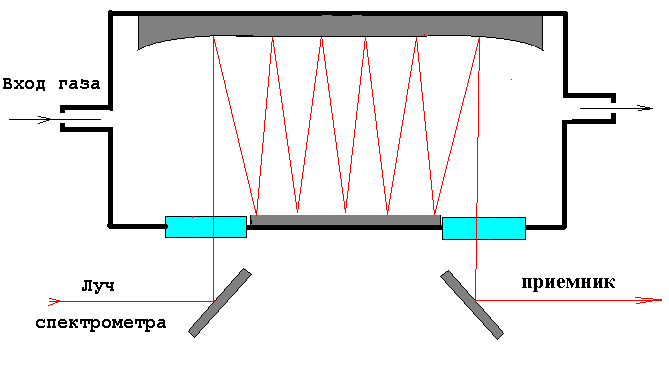 Вход газа
Луч
спектрометра
приемник